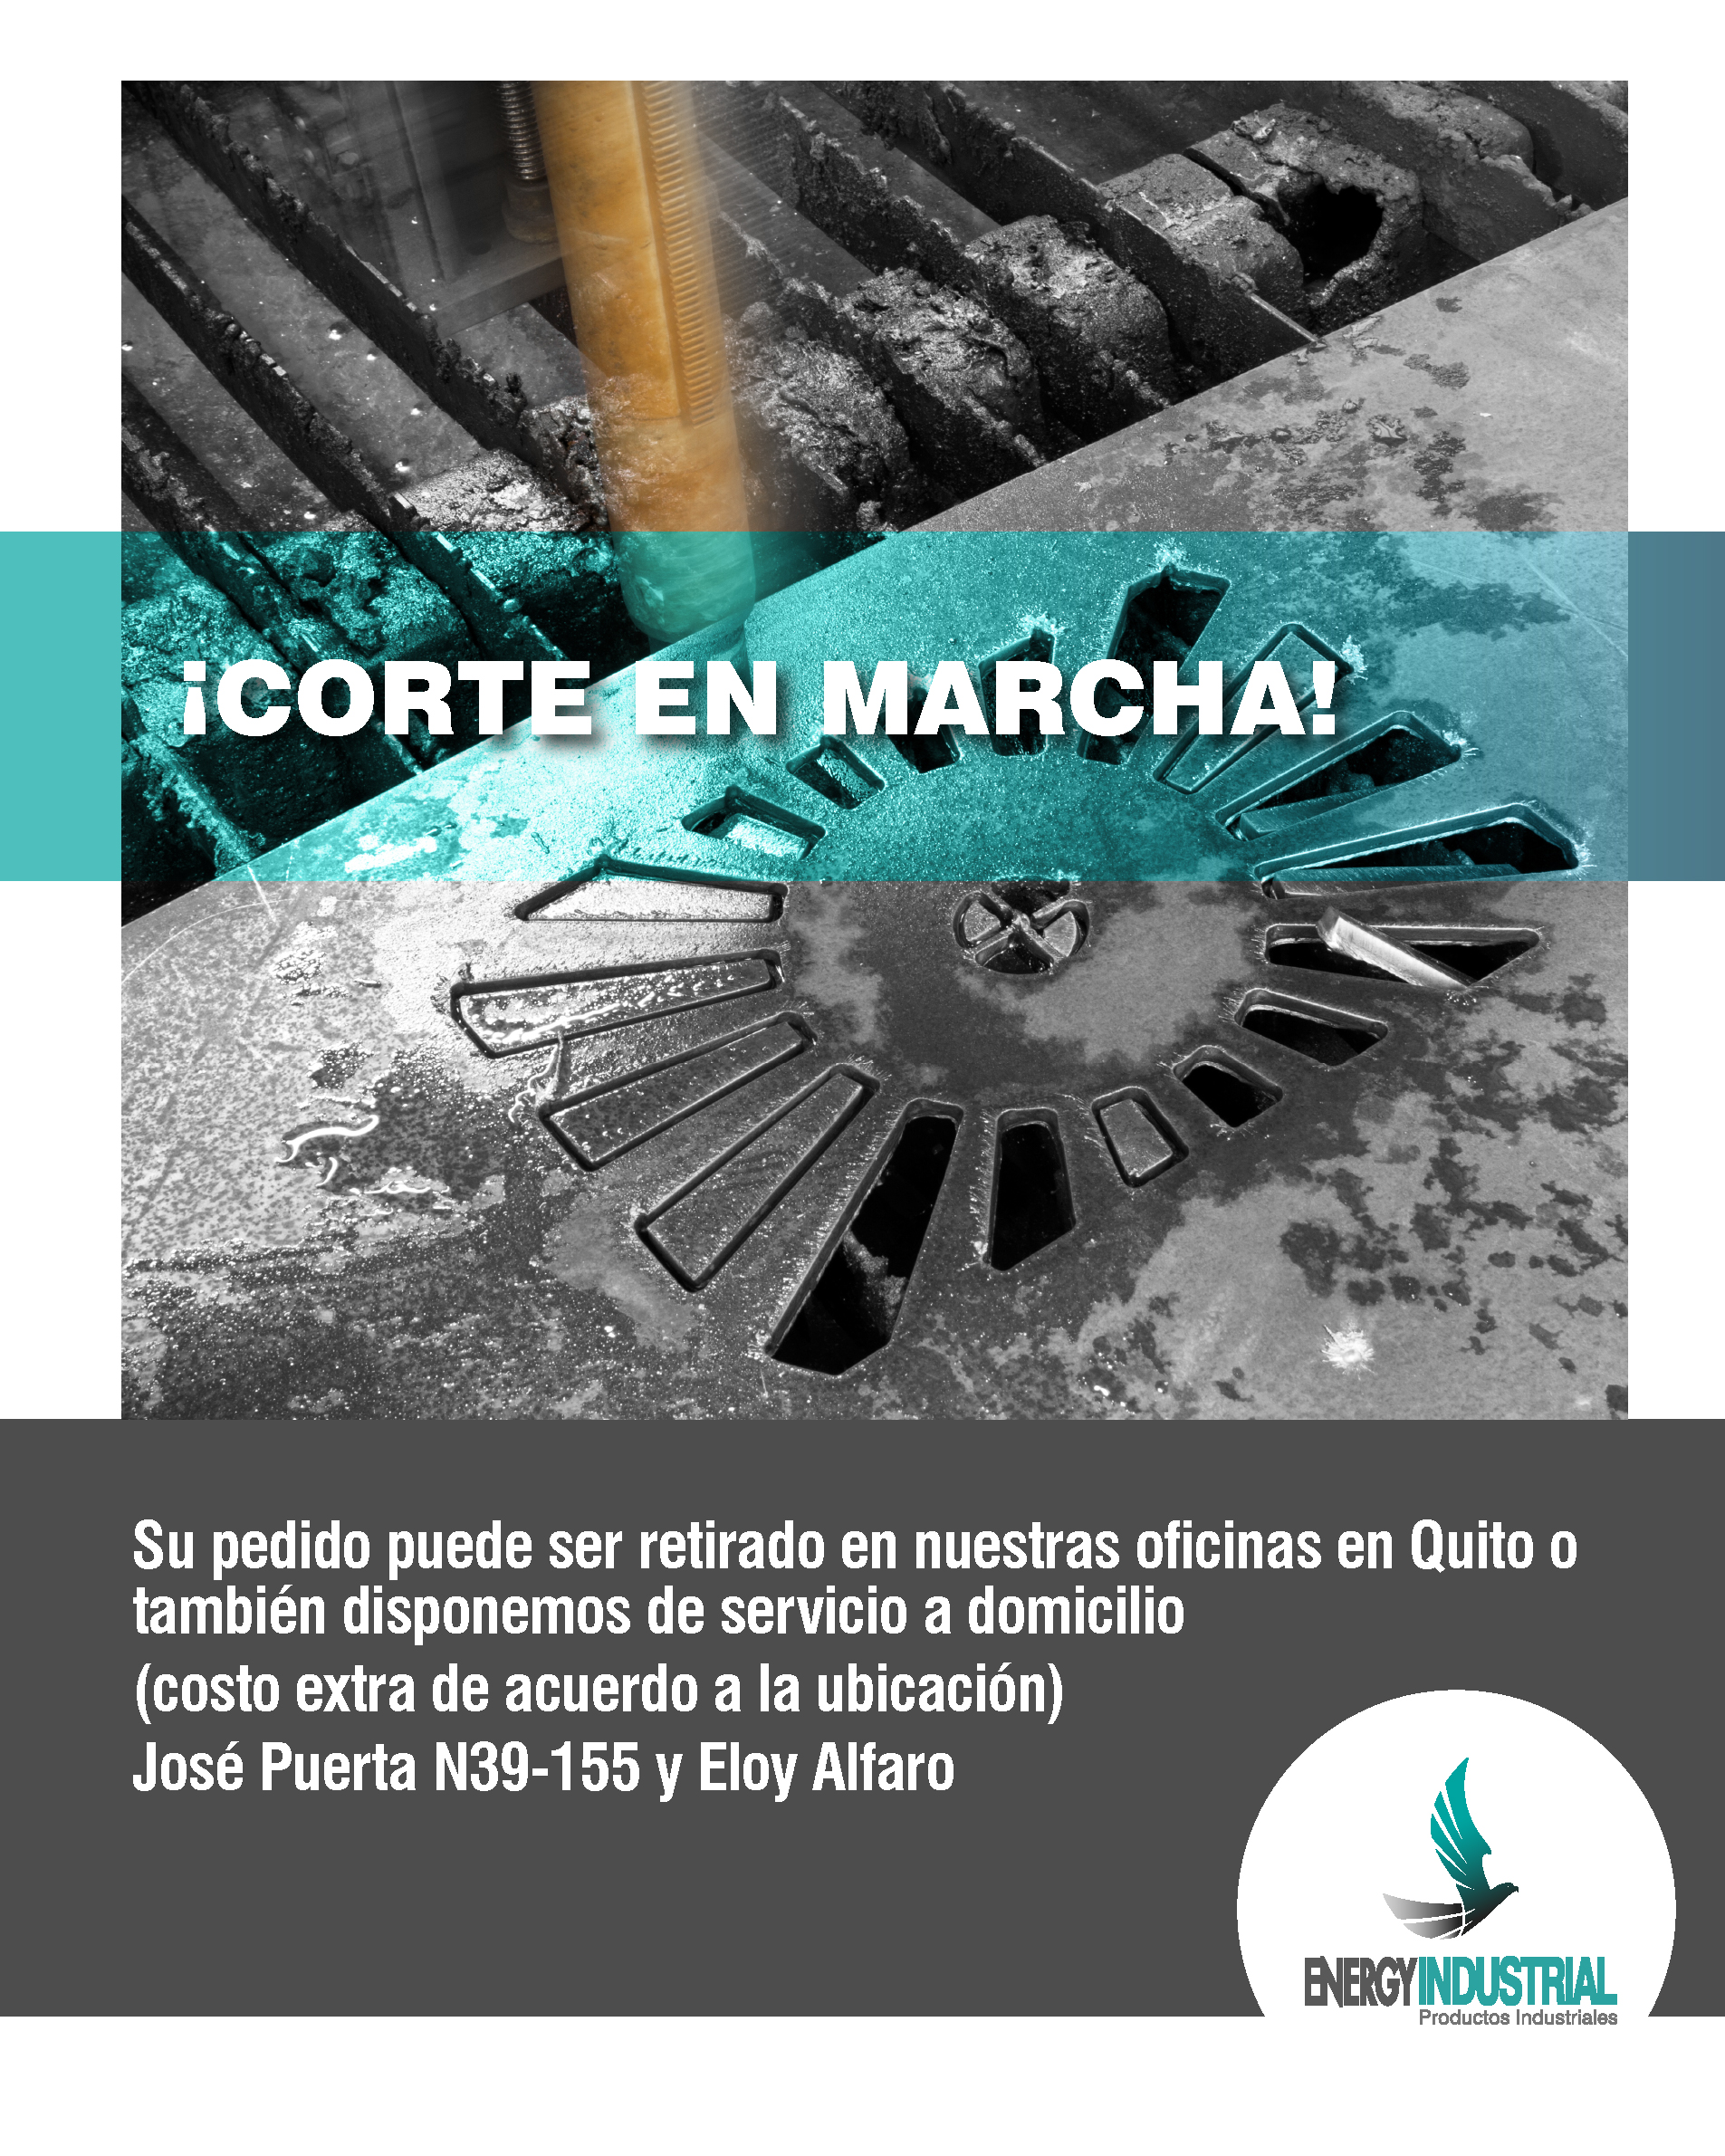 ¡CORTE EN MARCHA!
Su pedido puede ser retirado en nuestras oficinas en Quito o
también disponemos de servicio a domicilio
(costo extra de acuerdo a la ubicación)
José Puerta N39-155 y Eloy Alfaro
ENERGYINDUSTRIAL
Productos Industriales